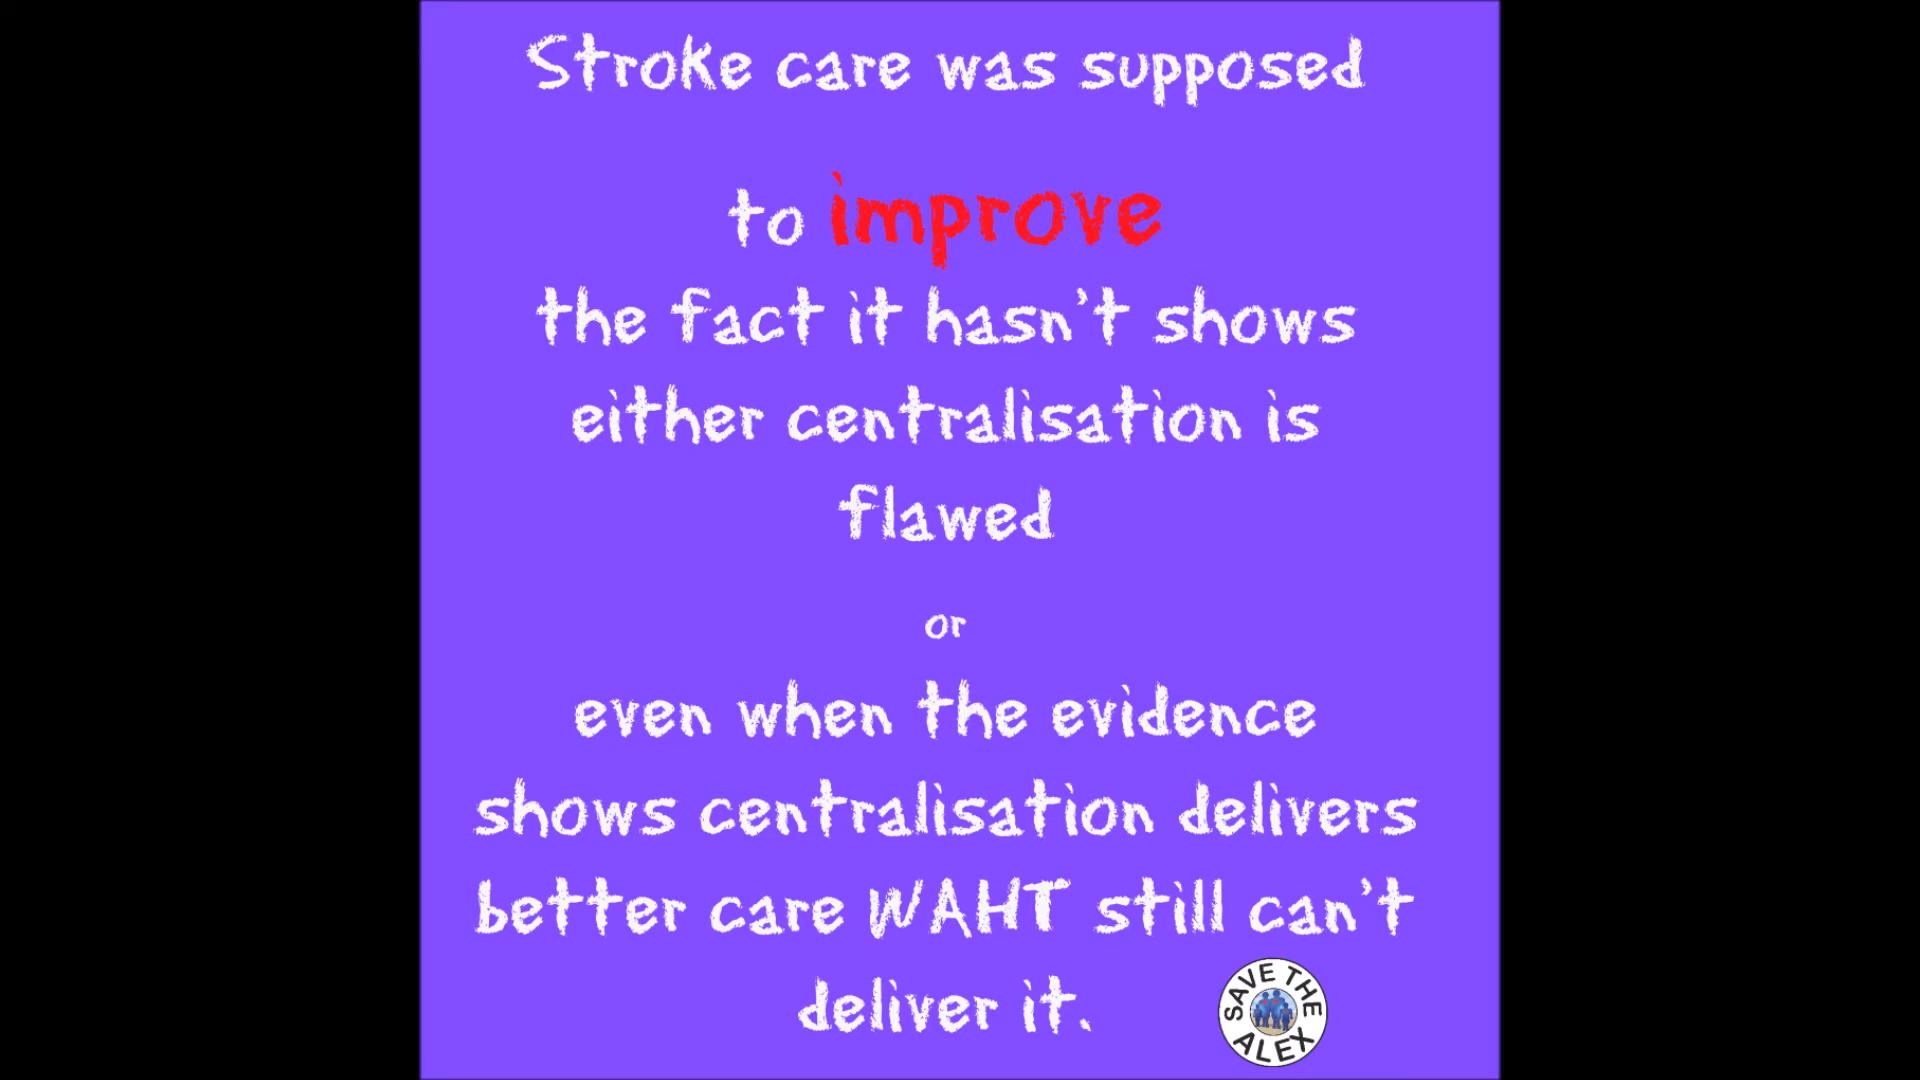 Stroke care was supposed
to improve
the fact it hasn't shows
either centralisation is
flawed
or
even when the evidence
shows centralisation delivers
better care WAHT still can't
deliver it.
SAVE THE
ALEX